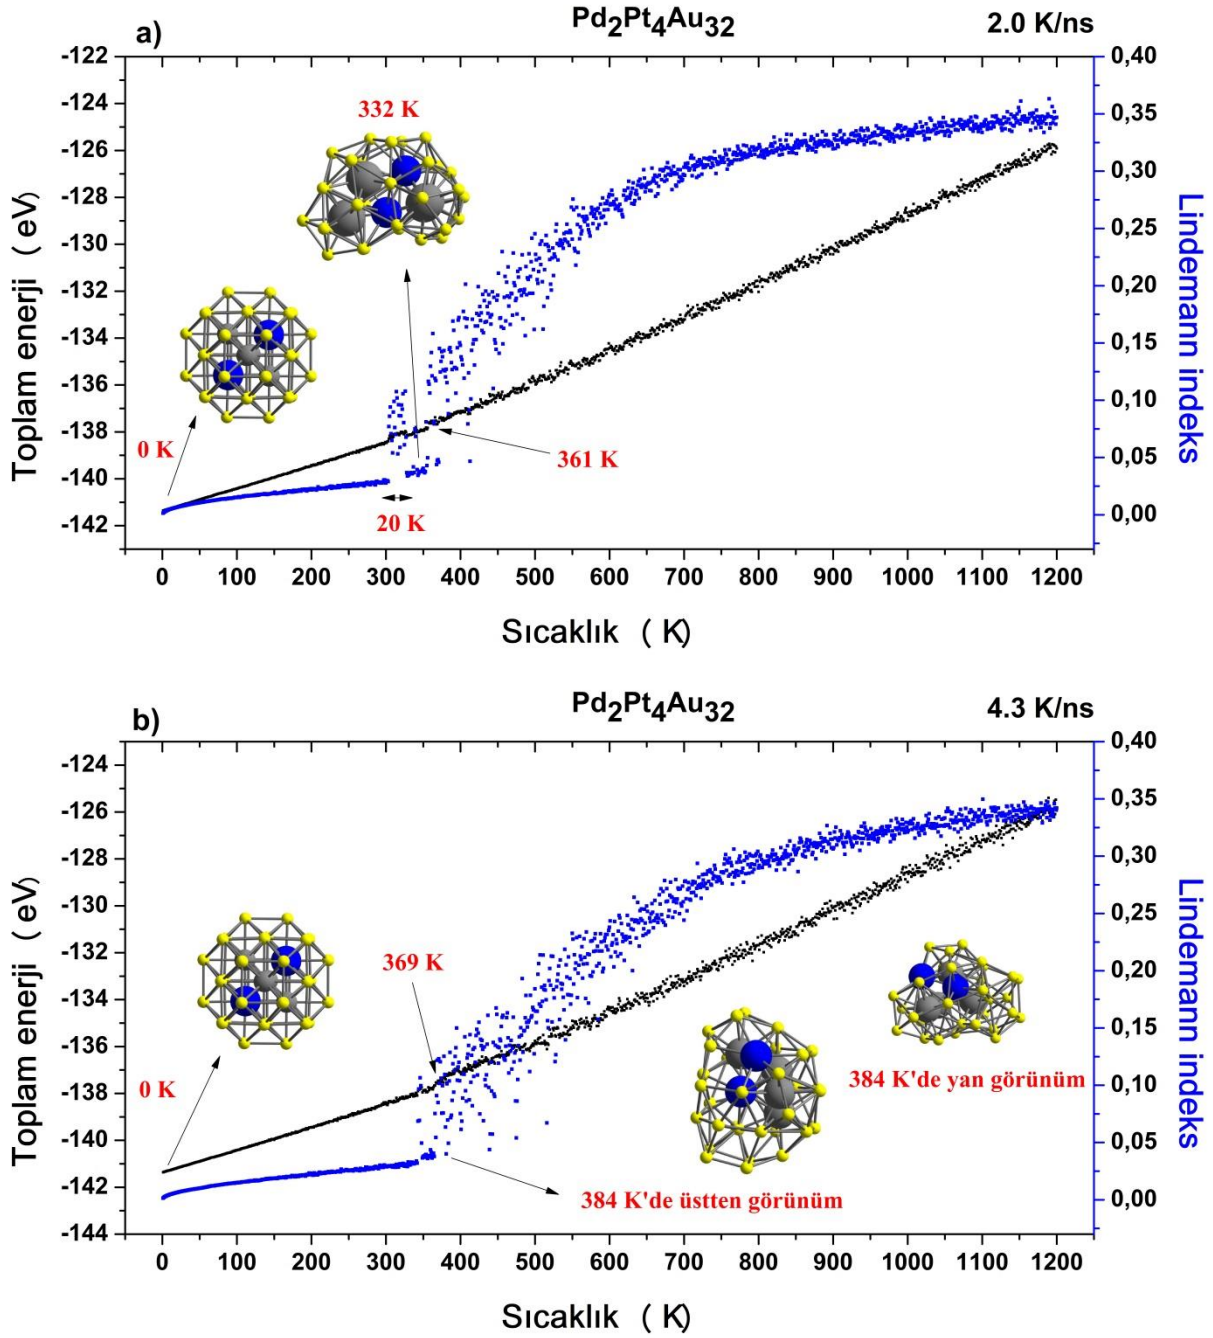 a)
Pd2Pt4Au32
2.0 K/ns
-122
-124
-126
-128
-130
-132
-134
-136
-138
-140
-142
Toplam enerji ( eV)
0,40
0,35
0,30
0,25
0,20
0,15
0,10
0,05
0,00
Lindemann indeks
332 K
0 K
361 K
20 K
0 100 200 300 400 500 600 700 800 900 1000 1100 1200
Sıcaklık ( K)
b)
Pd2Pt4Au32
4.3 K/ns
-124
-126
-128
-130
-132
-134
-136
-138
-140
-142
-144
Toplam enerji ( eV)
0,40
0,35
0,30
0,25
0,20
0,15
0,10
0,05
0,00
Lindemann indeks
369 K
0 K
384 K'de yan görünüm
384 K'de üstten görünüm
0 100 200 300 400 500 600 700 800 900 1000 1100 1200
Sıcaklık ( K)